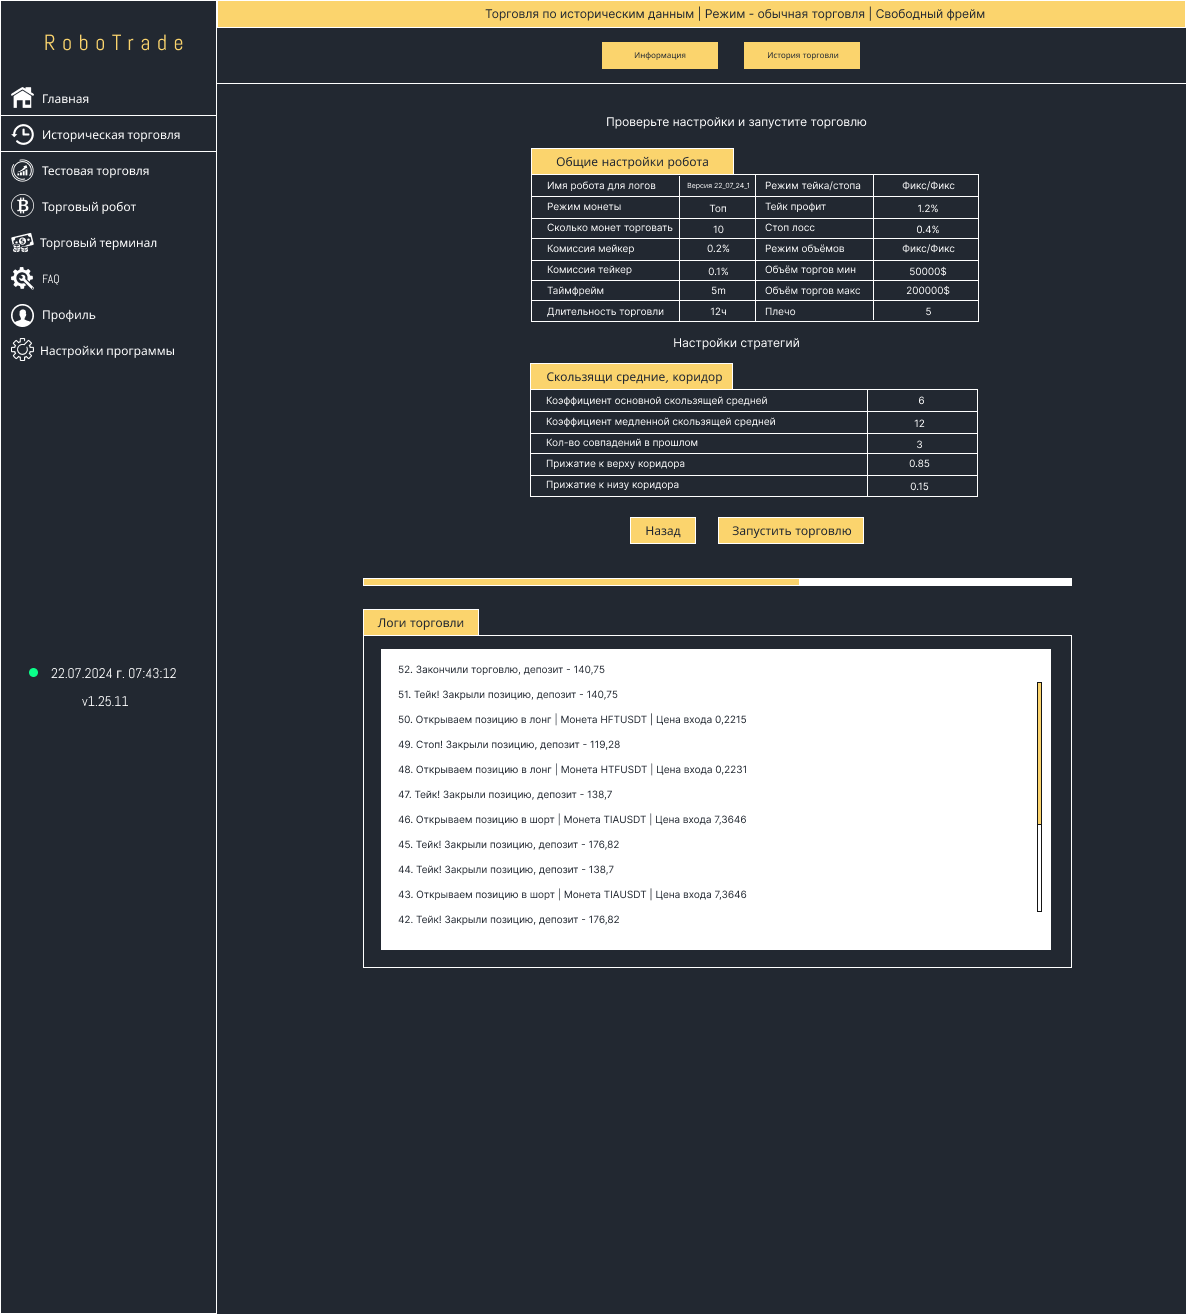 RoboTrade
Главная
Историческая торговля
Тестовая торговля
Торговый робот
Торговый терминал
FAQ
Профиль
Настройки программы
22.07.2024 г. 07:43:12
v1.25.11
Торговля по историческим данным | Режим - обычная торговля | Свободный фрейм
Информация История торговли
Проверьте настройки и запустите торговлю
Общие настройки робота
Имя робота для логов Версия 22_07_24_1 Режим тейка/стопа Фикс/Фикс
Режим монеты Топ Тейк профит 1.2%
Сколько монет торговать 10 Стоп лосс 0.4%
Комиссия мейкер 0.2% Режим объёмов Фикс/Фикс
Комиссия тейкер 0.1% Объём торгов мин 50000$
Таймфрейм 5m Объём торгов макс 200000$
Длительность торговли 12ч Плечо 5
Настройки стратегий
Скользящи средние, коридор
Коэффициент основной скользящей средней 6
Коэффициент медленной скользящей средней 12
Кол-во совпадений в прошлом 3
Прижатие к верху коридора 0.85
Прижатие к низу коридора 0.15
Назад Запустить торговлю
Логи торговли
52. Закончили торговлю, депозит - 140,75
51. Тейк! Закрыли позицию, депозит - 140,75
50. Открываем позицию в лонг | Монета HFTUSDT | Цена входа 0,2215
49. Стоп! Закрыли позицию, депозит - 119,28
48. Открываем позицию в лонг | Монета HTFUSDT | Цена входа 0,2231
47. Тейк! Закрыли позицию, депозит - 138,7
46. Открываем позицию в шорт | Монета TIAUSDT | Цена входа 7,3646
45. Тейк! Закрыли позицию, депозит - 176,82
44. Тейк! Закрыли позицию, депозит - 138,7
43. Открываем позицию в шорт | Монета TIAUSDT | Цена входа 7,3646
42. Тейк! Закрыли позицию, депозит - 176,82